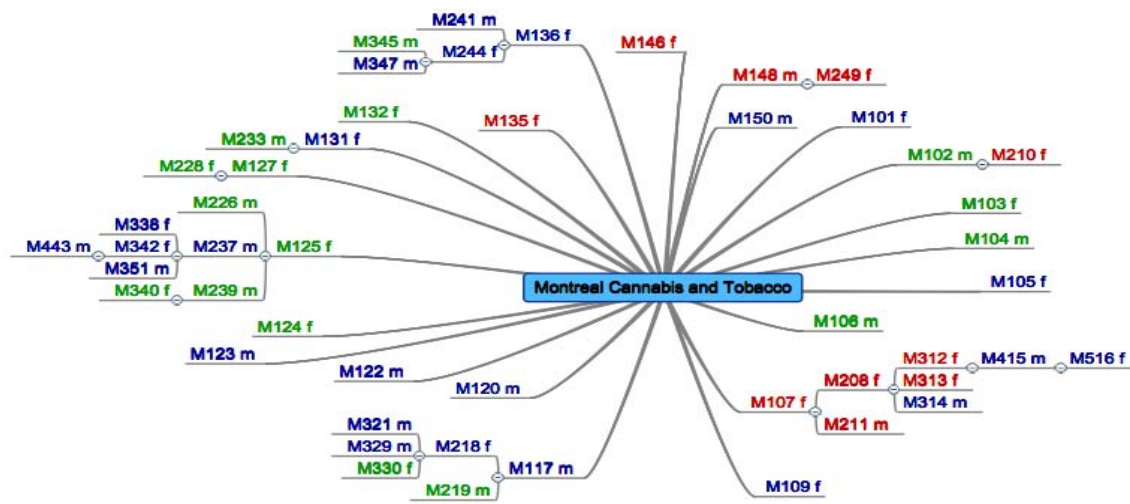 M241 m
M136 f
M345 m
M244 f
M347 m
M146 f
M148 m
M249 f
M132 f
M135 f
M150 m
M101 f
M233 m
M131 f
M228 f
M127 f
M102 m
M210 f
M226 m
M103 f
M338 f
M443 m
M342 f
M237 m
M125 f
M351 m
M104 m
M340 f
M239 m
Montreal Cannabis and Tobacco
M105 f
M124 f
M106 m
M123 m
M122 m
M120 m
M312 f
M415 m
M516 f
M208 f
M313 f
M107 f
M314 m
M211 m
M321 m
M329 m
M218 f
M330 f
M117 m
M219 m
M109 f